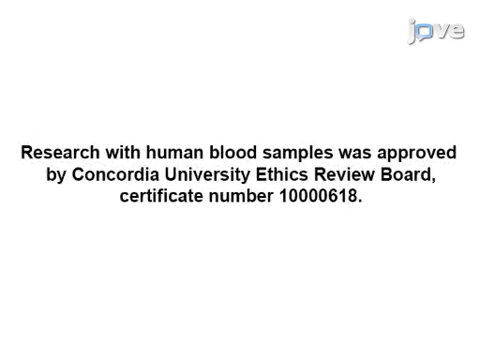 jove
Research with human blood samples was approved
by Concordia University Ethics Review Board,
certificate number 10000618.